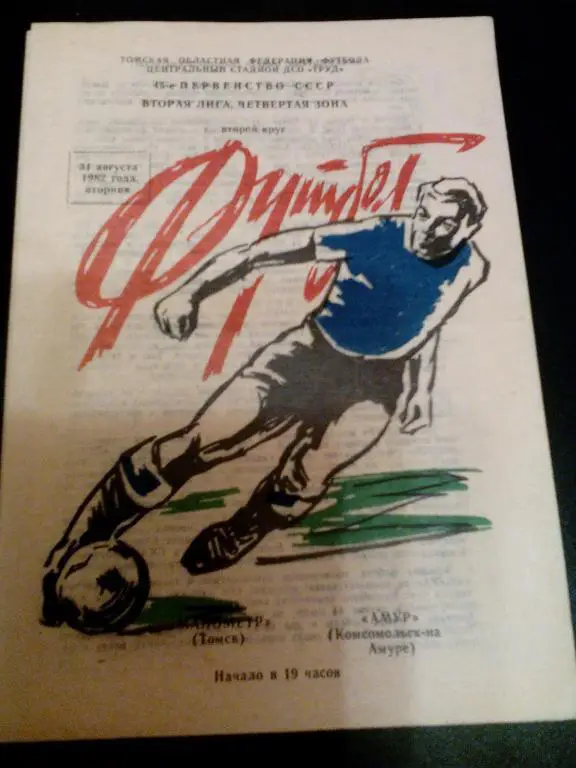 ТОМСКАЯ ОБЛАСТНАЯ ФЕДЕРАЦИЯ ФУТБОЛА
ЦЕНТРАЛЬНЫЙ СТАДИОН ДСО «ТРУД»
45-е ПЕРВЕНСТВО СССР
ВТОРАЯ ЛИГА, ЧЕТВЕРТАЯ ЗОНА
второй круг
31 августа
1982 года,
вторник
Футбол
«МАНОМЕТР»
(Томск)
«АМУР»
(Комсомольск-на
Амуре)
Начало в 19 часов